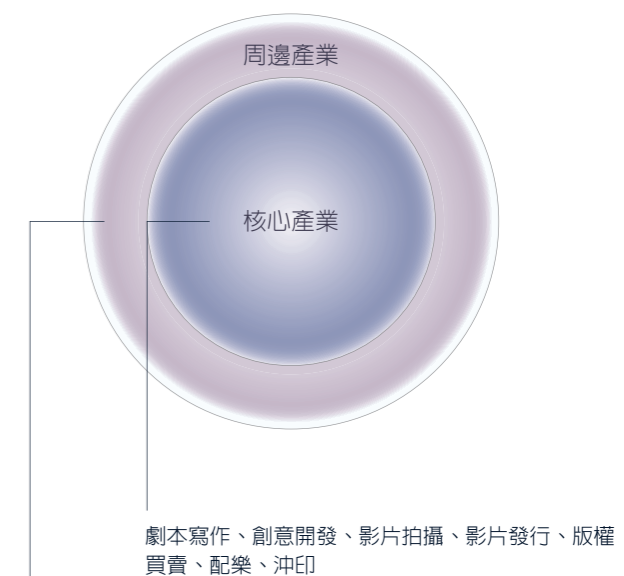 周邊產業
核心產業
劇本寫作、創意開發、影片拍攝、影片發行、版權
買賣、配樂、沖印